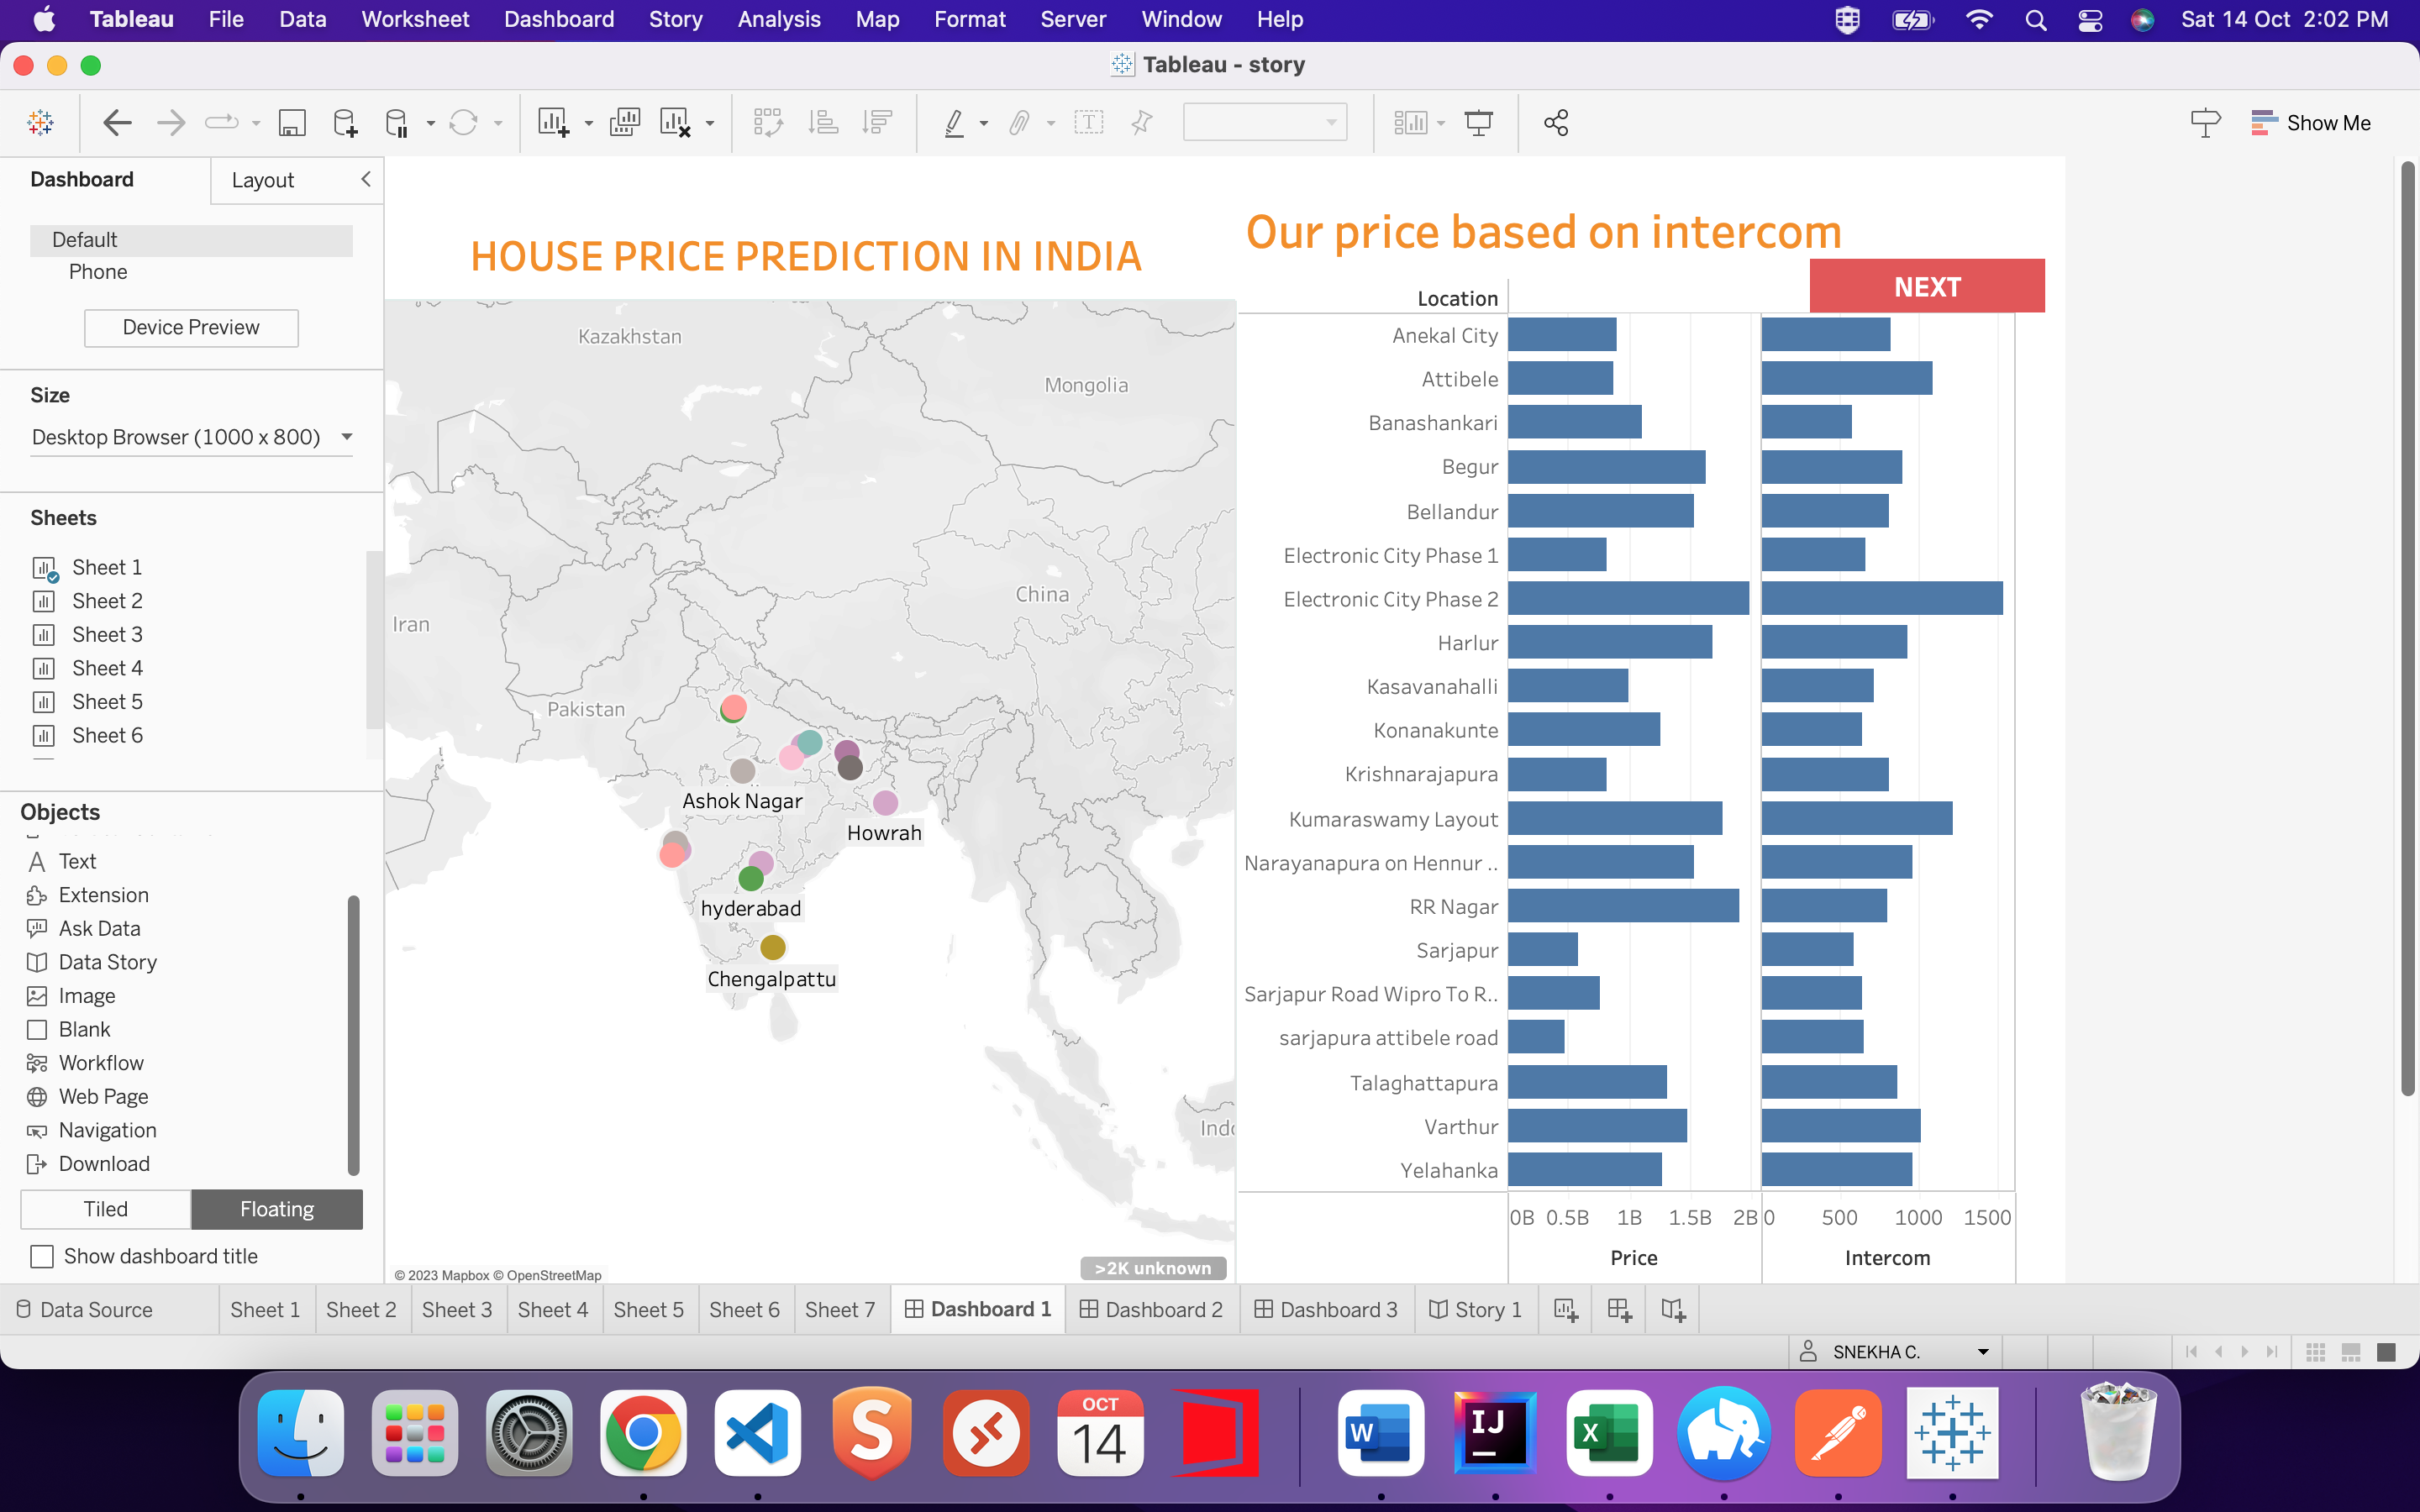 Tableau File Data Worksheet Dashboard Story Analysis Map Format Server Window Help Sat 14 Oct 2:02 PM
Tableau - story
Show Me
Dashboard Layout
Default
Phone
Device Preview
Size
Desktop Browser (1000 x 800)
Sheets
Sheet 1
Sheet 2
Sheet 3
Sheet 4
Sheet 5
Sheet 6
Objects
Text
Extension
Ask Data
Data Story
Image
Blank
Workflow
Web Page
Navigation
Download
Tiled Floating
Show dashboard title
HOUSE PRICE PREDICTION IN INDIA
Kazakhstan
Mongolia
China
Iran
Pakistan
Ashok Nagar
Howrah
hyderabad
Chengalpattu
© 2023 Mapbox © OpenStreetMap
>2K unknown
Our price based on intercom
NEXT
Location
Anekal City
Attibele
Banashankari
Begur
Bellandur
Electronic City Phase 1
Electronic City Phase 2
Harlur
Kasavanahalli
Konanakunte
Krishnarajapura
Kumaraswamy Layout
Narayanapura on Hennur ..
RR Nagar
Sarjapur
Sarjapur Road Wipro To R..
sarjapura attibele road
Talaghattapura
Varthur
Yelahanka
0B 0.5B 1B 1.5B 2B 0 500 1000 1500
Price Intercom
Data Source Sheet 1 Sheet 2 Sheet 3 Sheet 4 Sheet 5 Sheet 6 Sheet 7 Dashboard 1 Dashboard 2 Dashboard 3 Story 1
SNEKHA C.
OCT
14
W
IJ
X